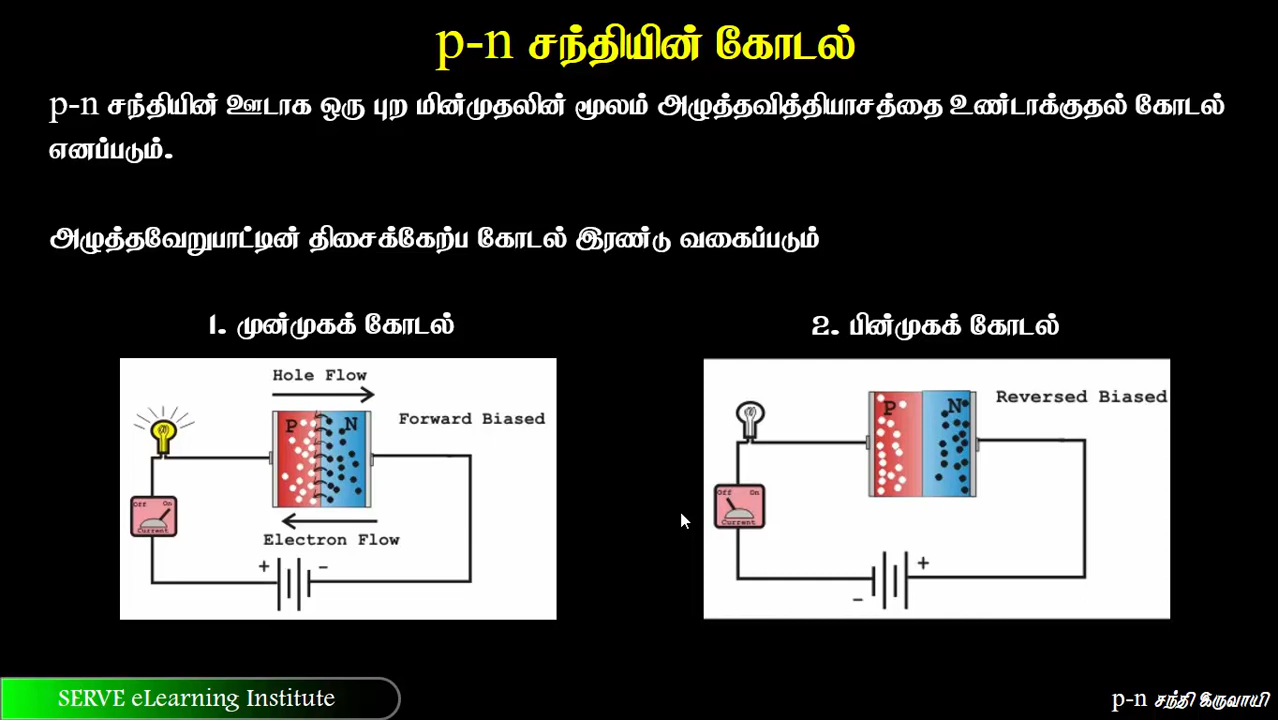 p-n சந்தியின் கோடல்
p-n சந்தியின் ஊடாக ஒரு புற மின்முதலின் மூலம் அழுத்தவித்தியாசத்தை உண்டாக்குதல் கோடல்
எனப்படும்.
அழுத்தவேறுபாட்டின் திசைக்கேற்ப கோடல் இரண்டு வகைப்படும்
1. முன்முகக் கோடல்
2. பின்முகக் கோடல்
Hole Flow
P N
Forward Biased
Off On
Current
Electron Flow
+ -
Reversed Biased
P N
Off On
Current
+
-
SERVE eLearning Institute
p-n சந்தி இருவாயி